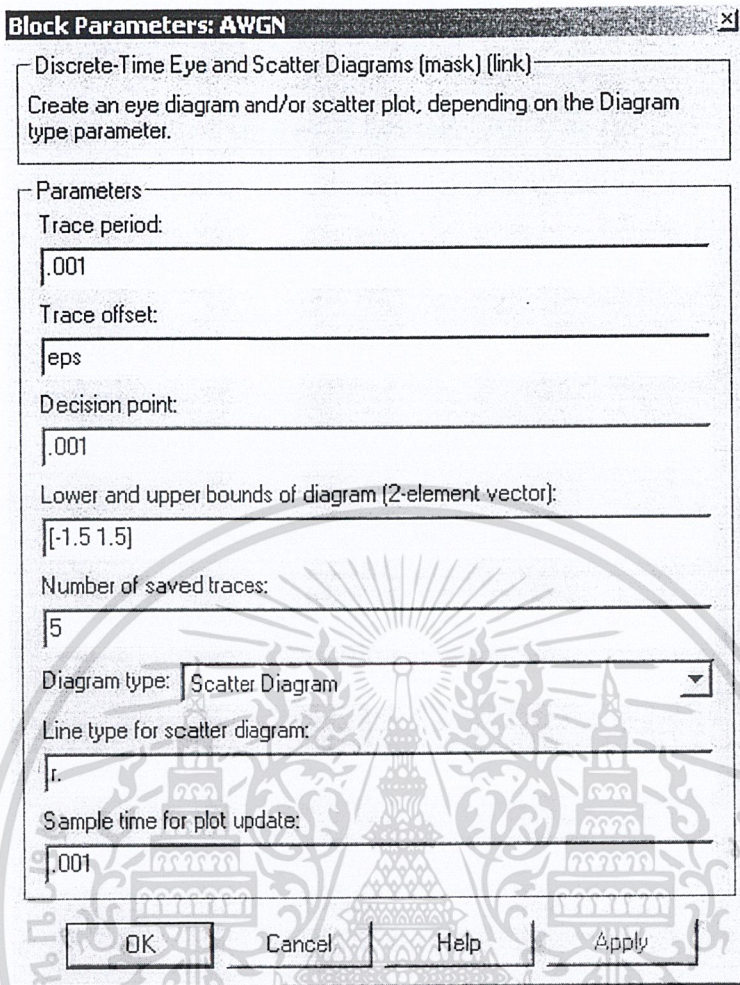 Block Parameters: AWGN
Discrete-Time Eye and Scatter Diagrams (mask) (link)
Create an eye diagram and/or scatter plot, depending on the Diagram
type parameter.
Parameters
Trace period:
.001
Trace offset:
eps
Decision point:
.001
Lower and upper bounds of diagram (2-element vector):
[-1.5 1.5]
Number of saved traces:
5
Diagram type: Scatter Diagram
Line type for scatter diagram:
r.
Sample time for plot update:
.001
OK Cancel Help Apply